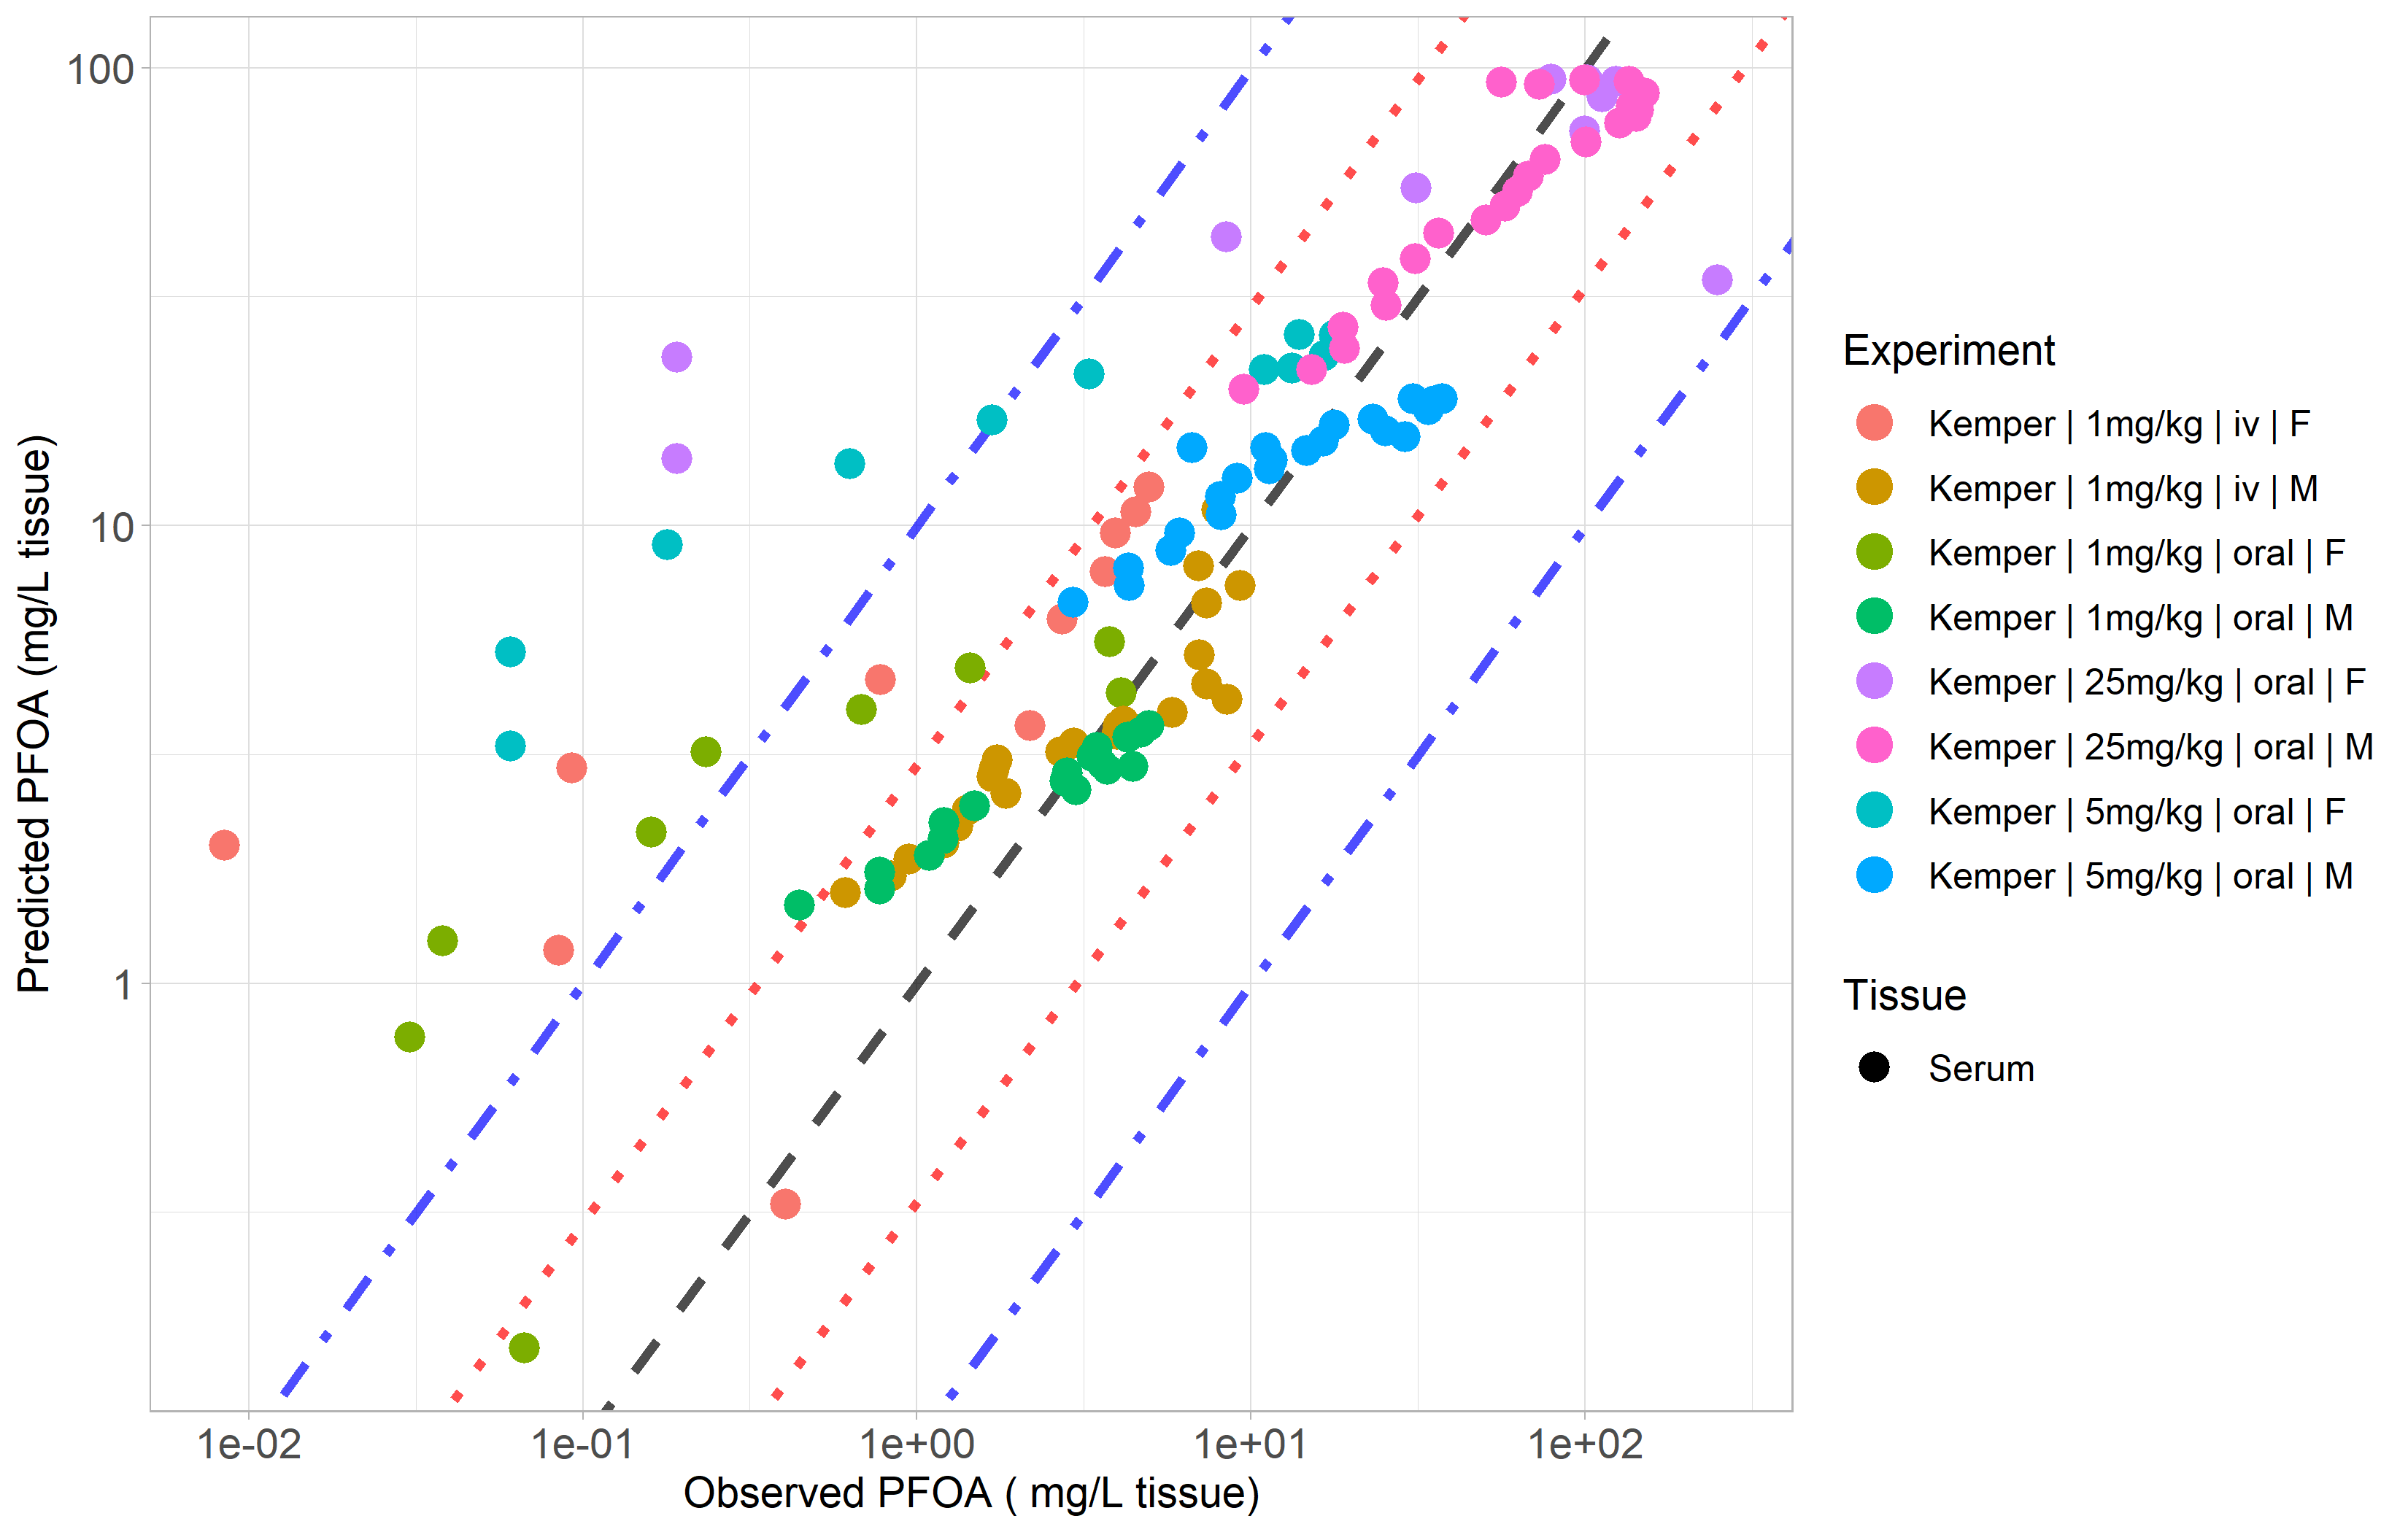 Predicted PFOA (mg/L tissue)
100
10
1
1e-02 1e-01 1e+00 1e+01 1e+02
Observed PFOA ( mg/L tissue)
Experiment
Kemper | 1mg/kg | iv | F
Kemper | 1mg/kg | iv | M
Kemper | 1mg/kg | oral | F
Kemper | 1mg/kg | oral | M
Kemper | 25mg/kg | oral | F
Kemper | 25mg/kg | oral | M
Kemper | 5mg/kg | oral | F
Kemper | 5mg/kg | oral | M
Tissue
Serum